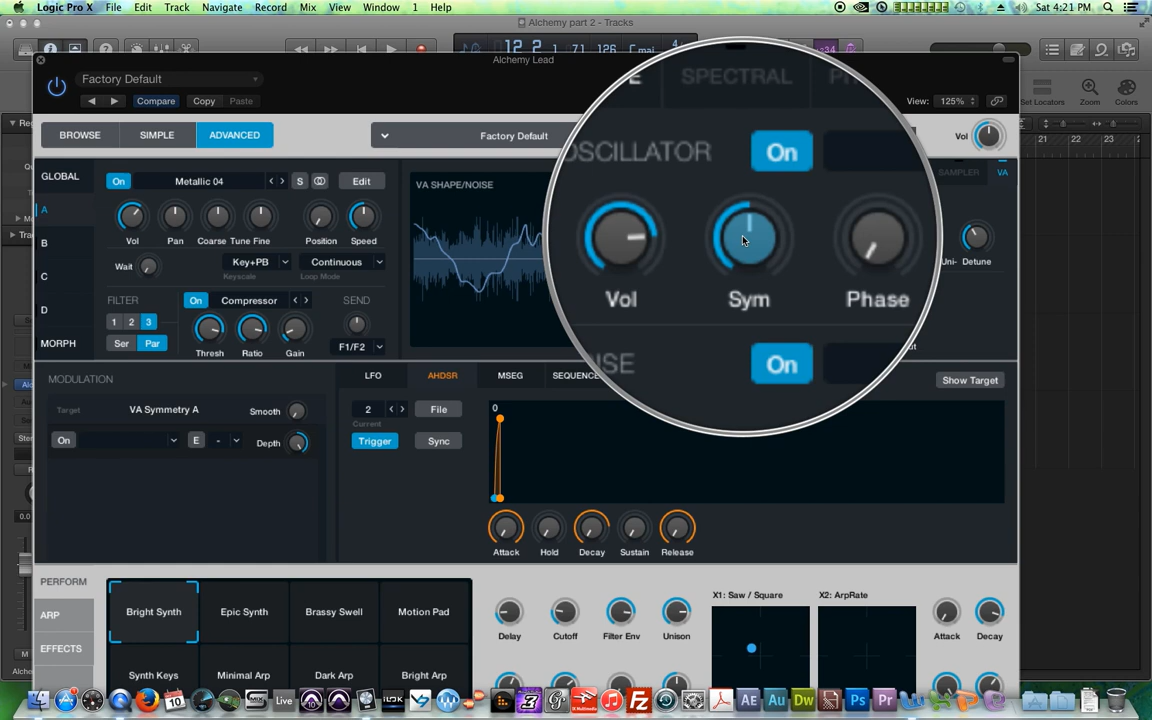 Logic Pro X File Edit Track Navigate Record Mix View Window 1 Help
Sat 4:21 PM
Alchemy part 2 - Tracks
Alchemy Lead
Factory Default
Compare Copy Paste
View: 125%
Set Locators Zoom Colors
BROWSE SIMPLE ADVANCED
Factory Default
Vol
21 22 23
GLOBAL
A
B
C
D
MORPH
On Metallic 04 S Edit
Vol Pan Coarse Tune Fine Position Speed
Wait Key+PB Continuous
Keyscale Loop Mode
FILTER On Compressor SEND
1 2 3
Ser Par
Thresh Ratio Gain F1/F2
VA SHAPE/NOISE
SPECTRAL
OSCILLATOR On
Vol Sym Phase
On
SAMPLER VA
Uni- Detune
MODULATION
Target VA Symmetry A Smooth
On E - Depth
LFO AHDSR MSEG SEQUENCE
Show Target
2 File
Current
Trigger Sync
0
Attack Hold Decay Sustain Release
PERFORM
ARP
EFFECTS
Bright Synth Epic Synth Brassy Swell Motion Pad
Synth Keys Minimal Arp Dark Arp Bright Arp
Delay Cutoff Filter Env Unison
X1: Saw / Square X2: ArpRate
Attack Decay